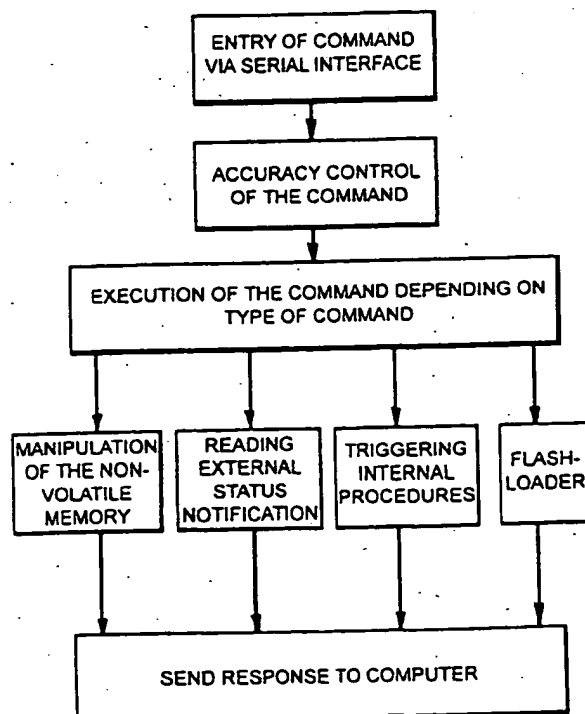 ENTRY OF COMMAND
VIA SERIAL INTERFACE
ACCURACY CONTROL
OF THE COMMAND
EXECUTION OF THE COMMAND DEPENDING ON
TYPE OF COMMAND
MANIPULATION
OF THE NON-
VOLATILE
MEMORY
READING
EXTERNAL
STATUS
NOTIFICATION
TRIGGERING
INTERNAL
PROCEDURES
FLASH-
LOADER
SEND RESPONSE TO COMPUTER